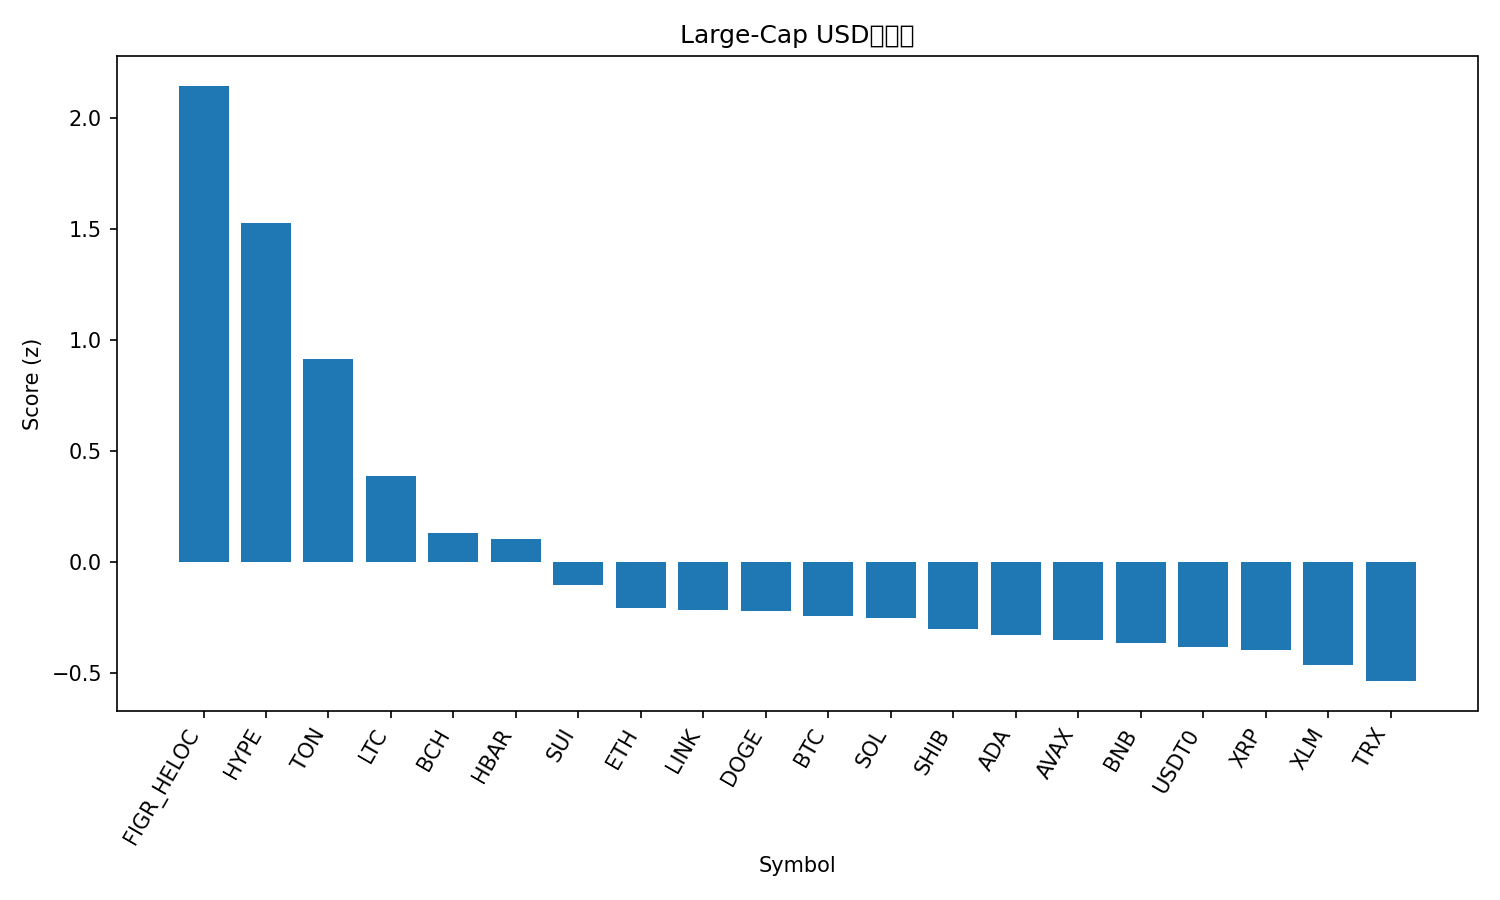 Large-Cap USD
Score (z)
2.0
1.5
1.0
0.5
0.0
−0.5
FIGR_HELOC
HYPE
TON
LTC
BCH
HBAR
SUI
ETH
LINK
DOGE
BTC
SOL
SHIB
ADA
AVAX
BNB
USDT0
XRP
XLM
TRX
Symbol